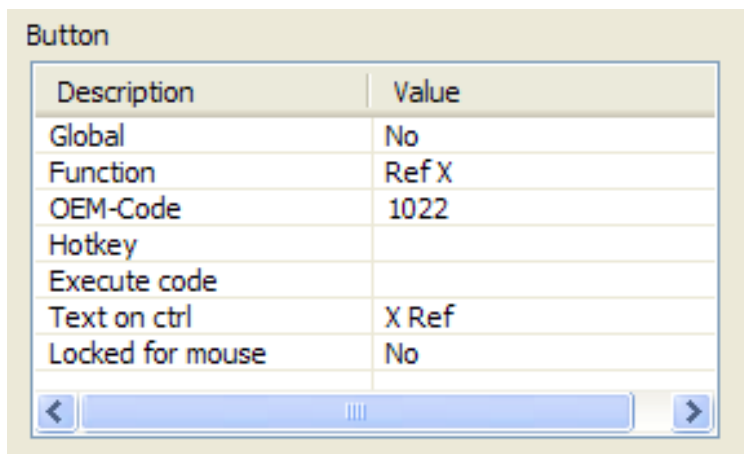 Button
Description Value
Global No
Function Ref X
OEM-Code 1022
Hotkey
Execute code
Text on ctrl X Ref
Locked for mouse No